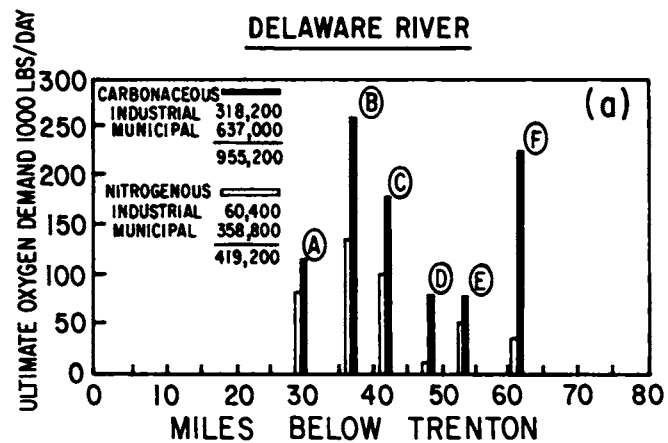 DELAWARE RIVER
ULTIMATE OXYGEN DEMAND 1000 LBS/DAY
300
250
200
150
100
50
0
CARBONACEOUS
INDUSTRIAL 318,200
MUNICIPAL 637,000
955,200
NITROGENOUS
INDUSTRIAL 60,400
MUNICIPAL 358,800
419,200
(a)
A
B
C
D
E
F
0 10 20 30 40 50 60 70 80
MILES BELOW TRENTON